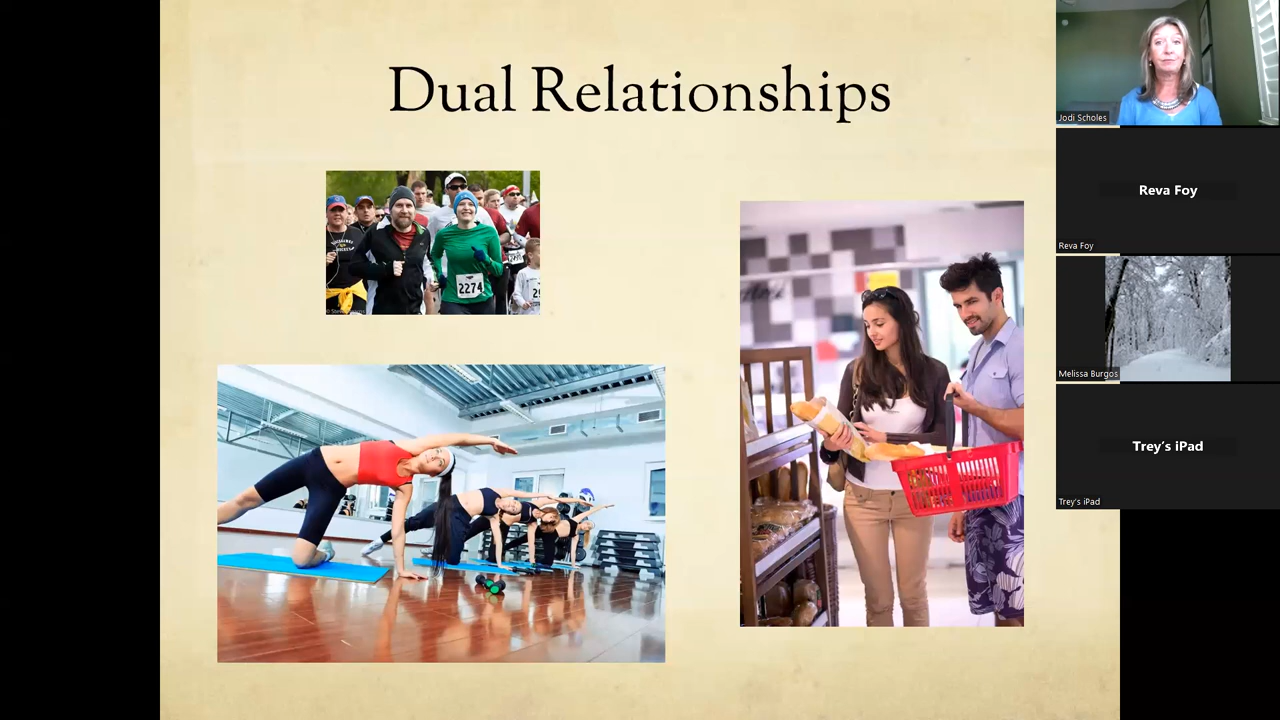 Dual Relationships
2274
Jodi Scholes
Reva Foy
Reva Foy
Melissa Burgos
Trey's iPad
Trey's iPad